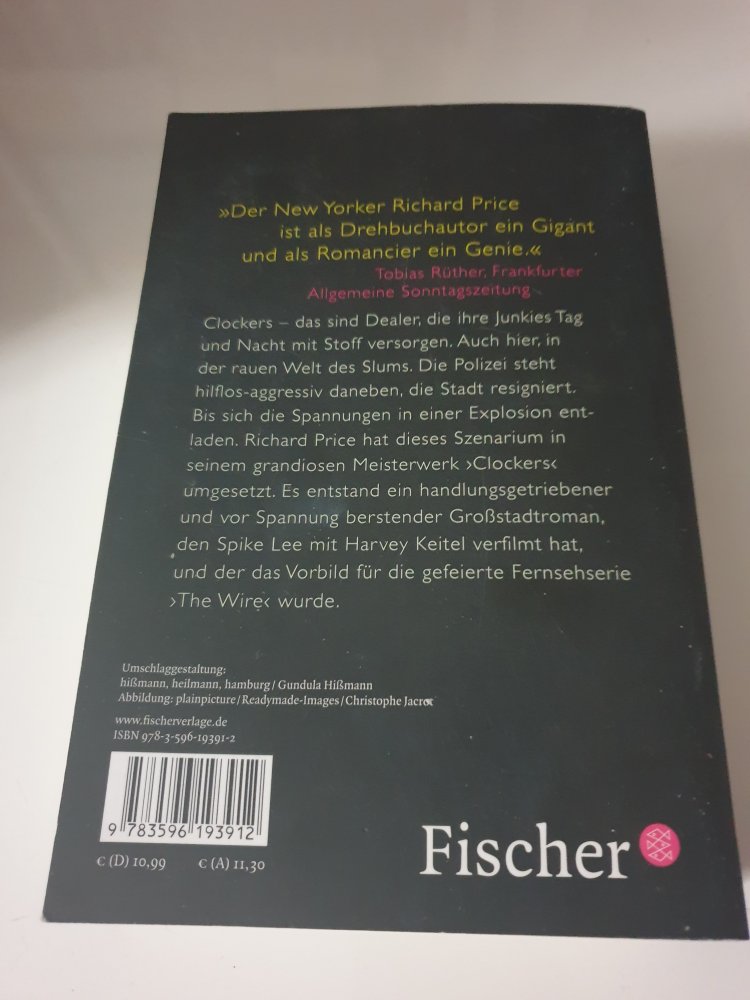 »Der New Yorker Richard Price
ist als Drehbuchautor ein Gigant
und als Romancier ein Genie.«
Tobias Rüther, Frankfurter
Allgemeine Sonntagszeitung
Clockers – das sind Dealer, die ihre Junkies Tag
und Nacht mit Stoff versorgen. Auch hier, in
der rauen Welt des Slums. Die Polizei steht
hilflos-aggressiv daneben, die Stadt resigniert.
Bis sich die Spannungen in einer Explosion ent-
laden. Richard Price hat dieses Szenarium in
seinem grandiosen Meisterwerk ›Clockers‹
umgesetzt. Es entstand ein handlungsgetriebener
und vor Spannung berstender Großstadtroman,
den Spike Lee mit Harvey Keitel verfilmt hat,
und der das Vorbild für die gefeierte Fernsehserie
›The Wire‹ wurde.
Umschlaggestaltung:
hißmann, heilmann, hamburg / Gundula Hißmann
Abbildung: plainpicture / Readymade-Images / Christophe Jacrot
www.fischerverlage.de
ISBN 978-3-596-19391-2
9 783596 193912
€ (D) 10,99 € (A) 11,30
Fischer